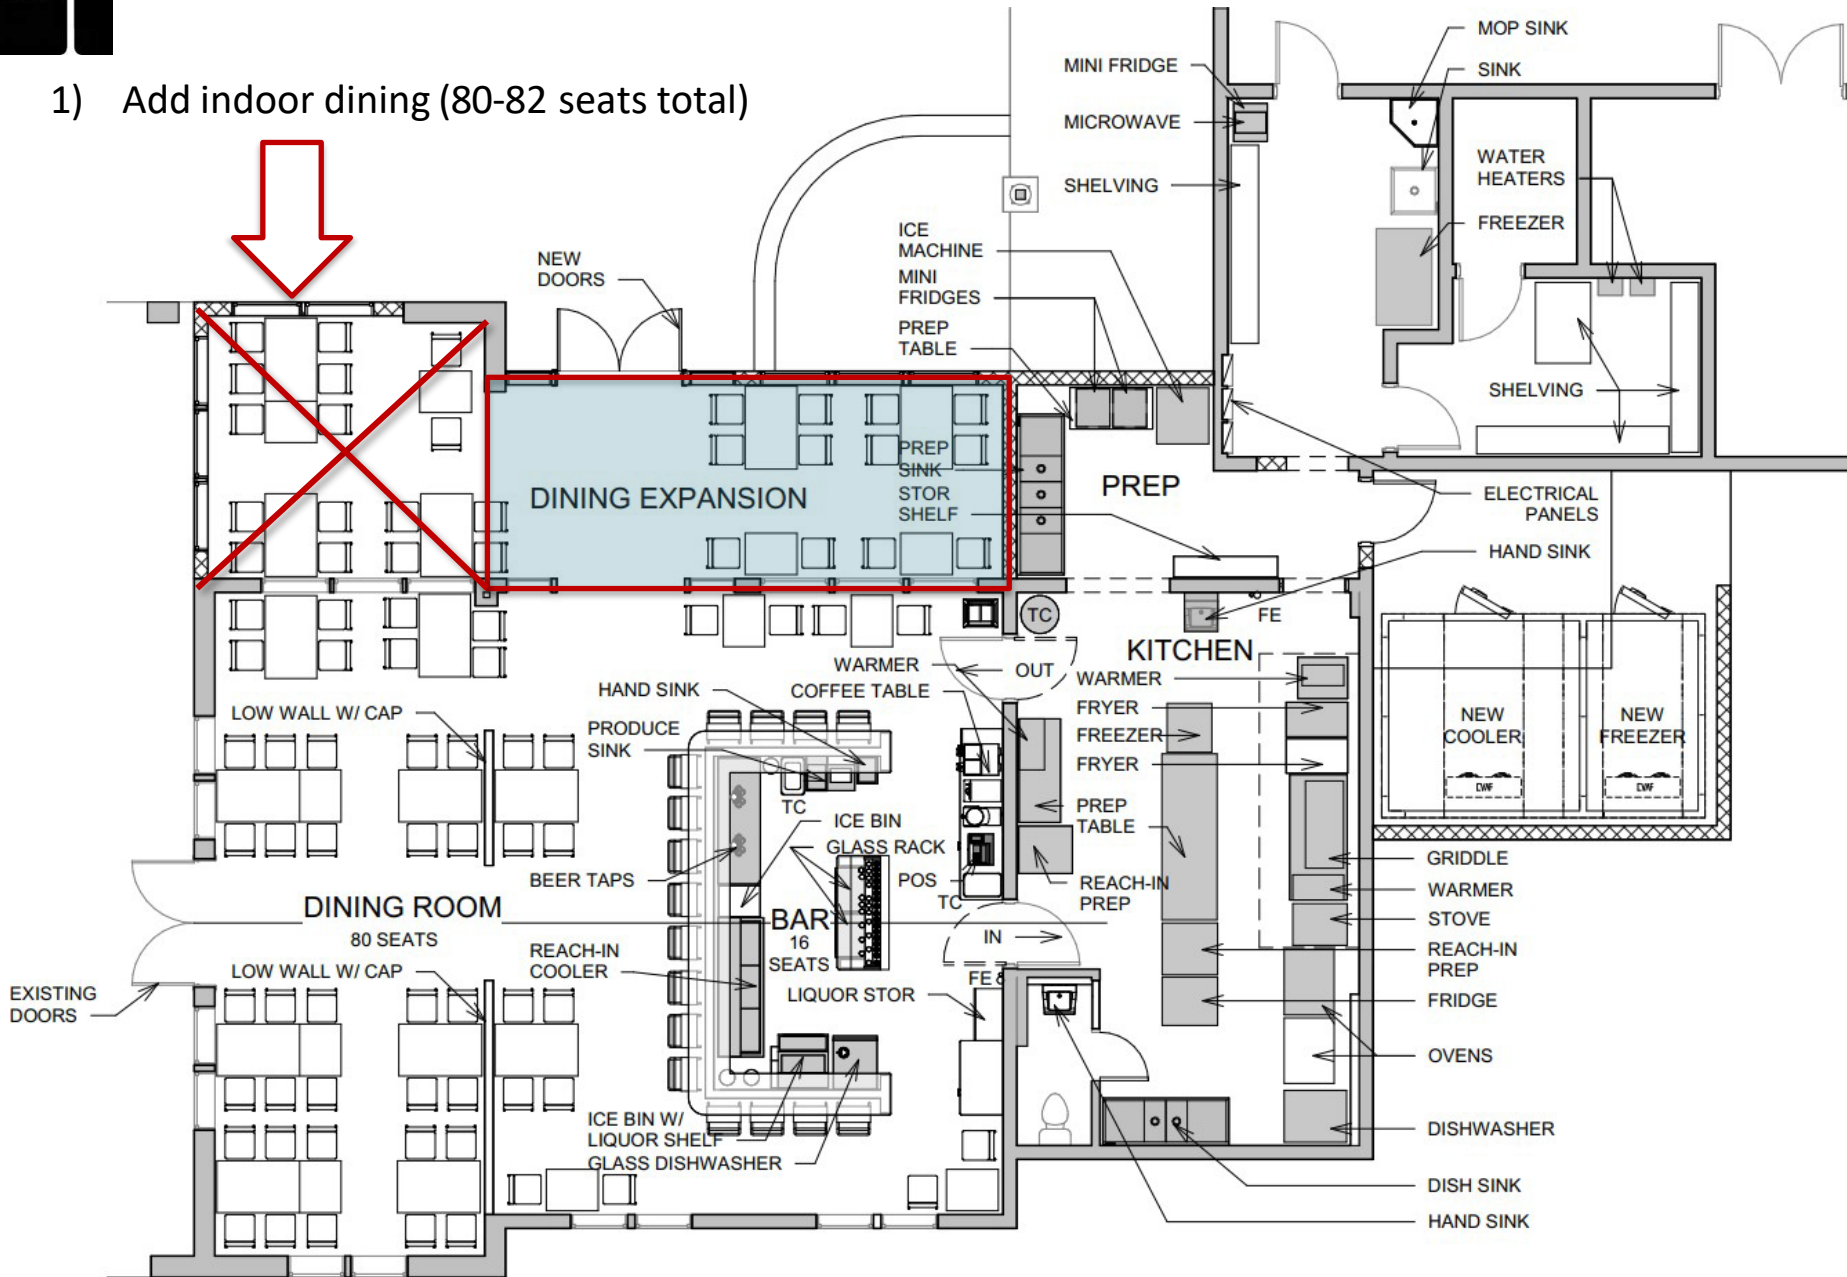 1) Add indoor dining (80-82 seats total)
MOP SINK
MINI FRIDGE
SINK
MICROWAVE
WATER
HEATERS
SHELVING
FREEZER
ICE
MACHINE
NEW
DOORS
MINI
FRIDGES
PREP
TABLE
SHELVING
PREP
SINK
STOR
SHELF
DINING EXPANSION
PREP
ELECTRICAL
PANELS
HAND SINK
TC
FE
KITCHEN
WARMER
OUT
WARMER
HAND SINK
COFFEE TABLE
LOW WALL W/ CAP
FRYER
NEW
COOLER
NEW
FREEZER
PRODUCE
SINK
FREEZER
FRYER
TC
PREP
TABLE
ICE BIN
GLASS RACK
GRIDDLE
BEER TAPS
POS
REACH-IN
PREP
WARMER
TC
DINING ROOM
80 SEATS
BAR
16
SEATS
STOVE
IN
REACH-IN
PREP
REACH-IN
COOLER
LOW WALL W/ CAP
FE
EXISTING
DOORS
LIQUOR STOR
FRIDGE
OVENS
ICE BIN W/
LIQUOR SHELF
GLASS DISHWASHER
DISHWASHER
DISH SINK
HAND SINK